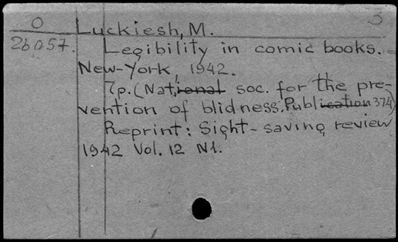 O Luckiesh, M. 3
26057. Legibility in comic books.
New-York, 1942.
7p. (National soc. for the pre-
vention of blidness. Publication 374)
Reprint: Sight-saving review
1942 Vol. 12 N1.